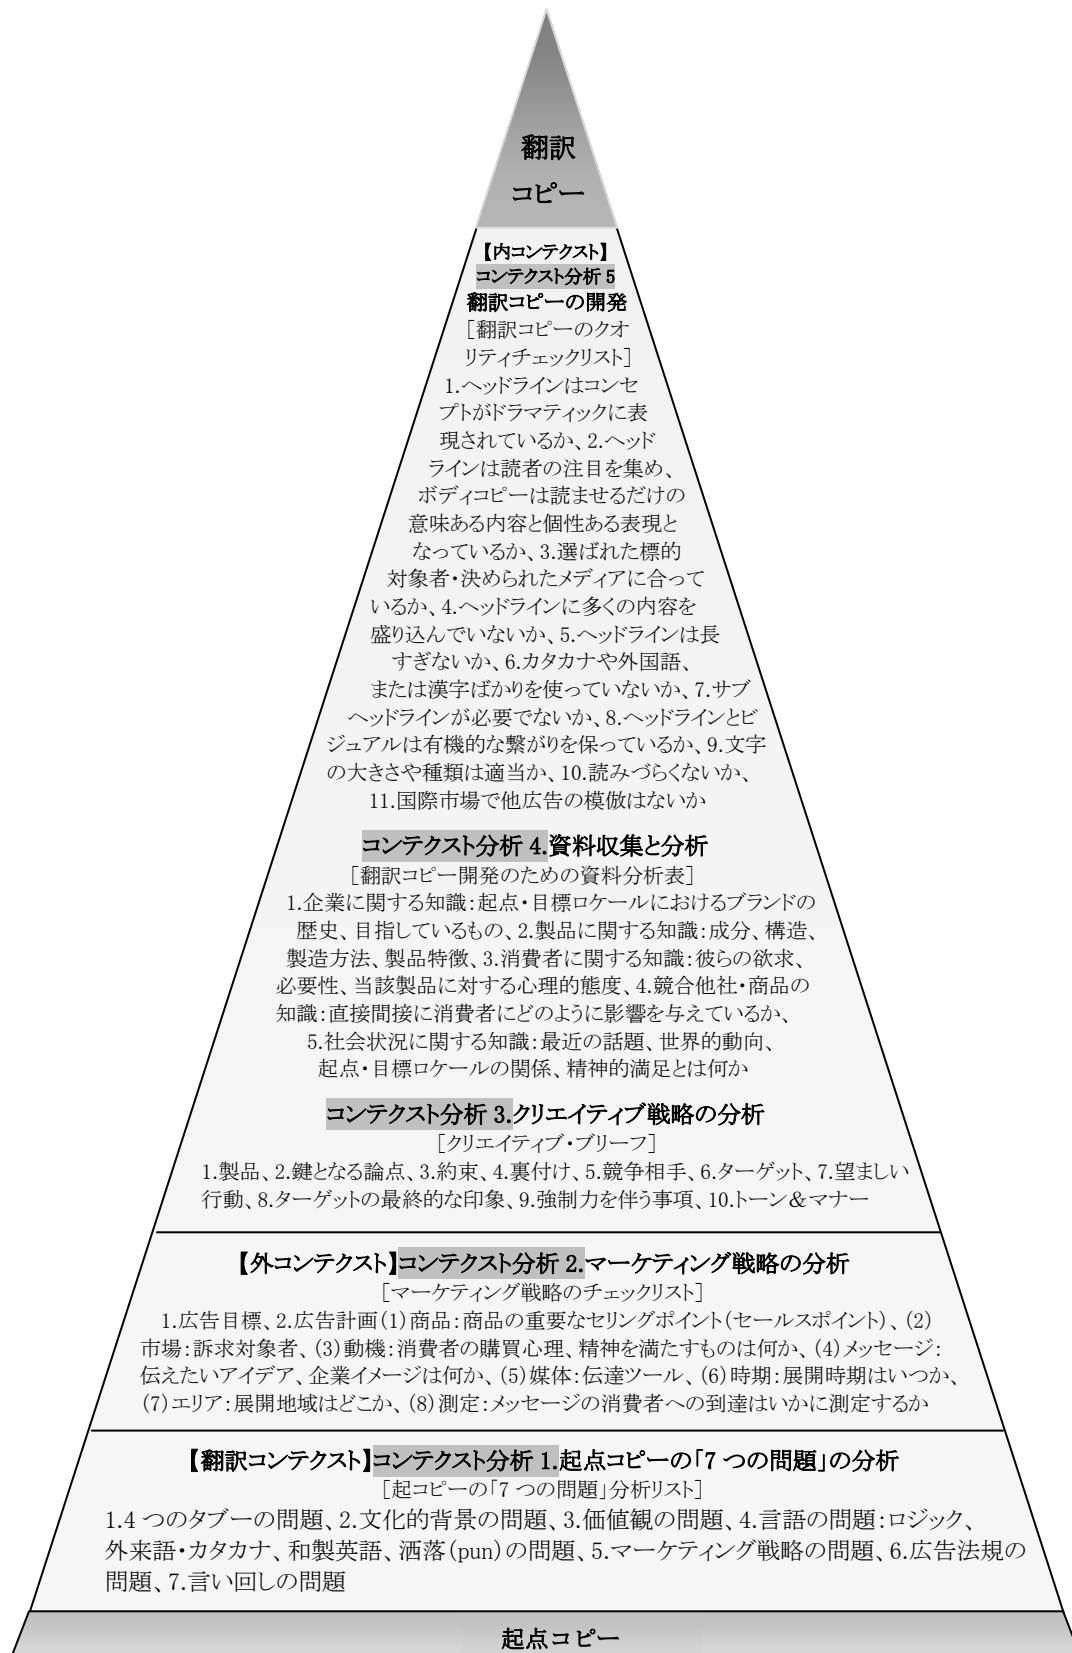 翻訳
コピー
【内コンテクスト】
コンテクスト分析 5
翻訳コピーの開発
［翻訳コピーのクオ
リティチェックリスト］
1.ヘッドラインはコンセ
プトがドラマティックに表
現されているか、2.ヘッド
ラインは読者の注目を集め、
ボディコピーは読ませるだけの
意味ある内容と個性ある表現と
なっているか、3.選ばれた標的
対象者・決められたメディアに合って
いるか、4.ヘッドラインに多くの内容を
盛り込んでいないか、5.ヘッドラインは長
すぎないか、6.カタカナや外国語、
または漢字ばかりを使っていないか、7.サブ
ヘッドラインが必要でないか、8.ヘッドラインとビ
ジュアルは有機的な繋がりを保っているか、9.文字
の大きさや種類は適当か、10.読みづらくないか、
11.国際市場で他広告の模倣はないか
コンテクスト分析 4.資料収集と分析
［翻訳コピー開発のための資料分析表］
1.企業に関する知識：起点・目標ロケールにおけるブランドの
歴史、目指しているもの、2.製品に関する知識：成分、構造、
製造方法、製品特徴、3.消費者に関する知識：彼らの欲求、
必要性、当該製品に対する心理的態度、4.競合他社・商品の
知識：直接間接に消費者にどのように影響を与えているか、
5.社会状況に関する知識：最近の話題、世界的動向、
起点・目標ロケールの関係、精神的満足とは何か
コンテクスト分析 3.クリエイティブ戦略の分析
［クリエイティブ・ブリーフ］
1.製品、2.鍵となる論点、3.約束、4.裏付け、5.競争相手、6.ターゲット、7.望ましい
行動、8.ターゲットの最終的な印象、9.強制力を伴う事項、10.トーン＆マナー
【外コンテクスト】コンテクスト分析 2.マーケティング戦略の分析
［マーケティング戦略のチェックリスト］
1.広告目標、2.広告計画(1)商品：商品の重要なセリングポイント（セールスポイント）、(2)
市場：訴求対象者、(3)動機：消費者の購買心理、精神を満たすものは何か、(4)メッセージ：
伝えたいアイデア、企業イメージは何か、(5)媒体：伝達ツール、(6)時期：展開時期はいつか、
(7)エリア：展開地域はどこか、(8)測定：メッセージの消費者への到達はいかに測定するか
【翻訳コンテクスト】コンテクスト分析 1.起点コピーの「7 つの問題」の分析
［起コピーの「7 つの問題」分析リスト］
1.4 つのタブーの問題、2.文化的背景の問題、3.価値観の問題、4.言語の問題：ロジック、
外来語・カタカナ、和製英語、洒落(pun)の問題、5.マーケティング戦略の問題、6.広告法規の
問題、7.言い回しの問題
起点コピー